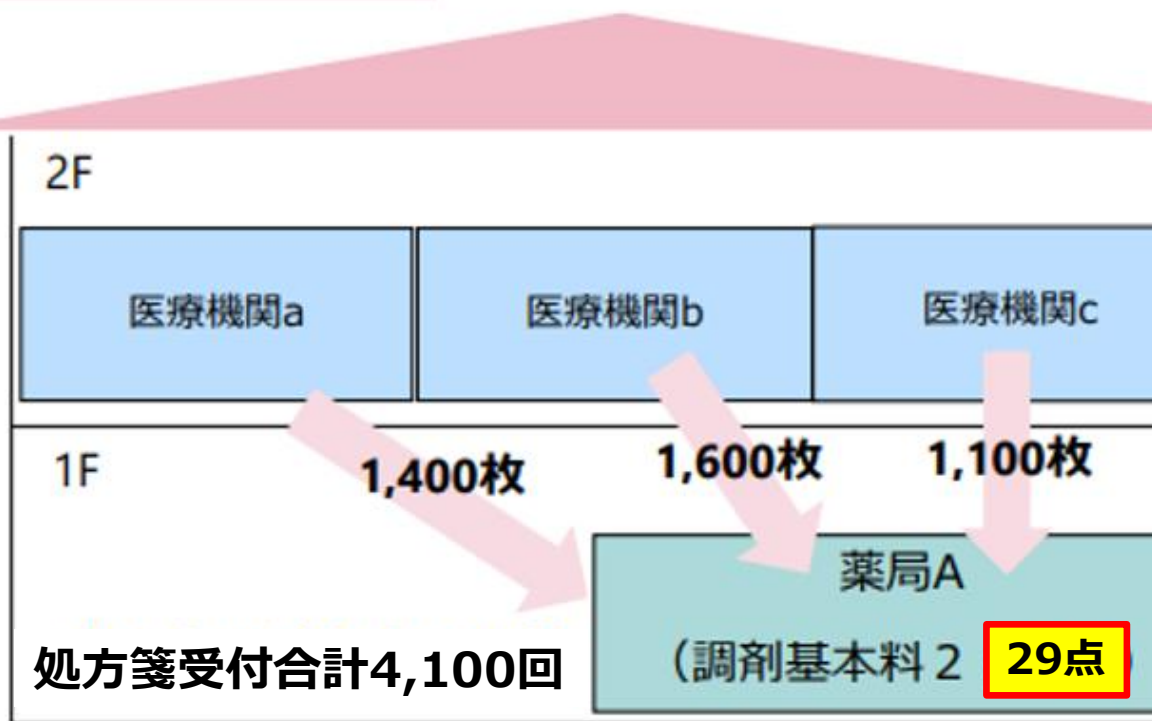 2F
医療機関a
医療機関b
医療機関c
1F
1,400枚
1,600枚
1,100枚
薬局A
(調剤基本料2 29点)
処方箋受付合計4,100回